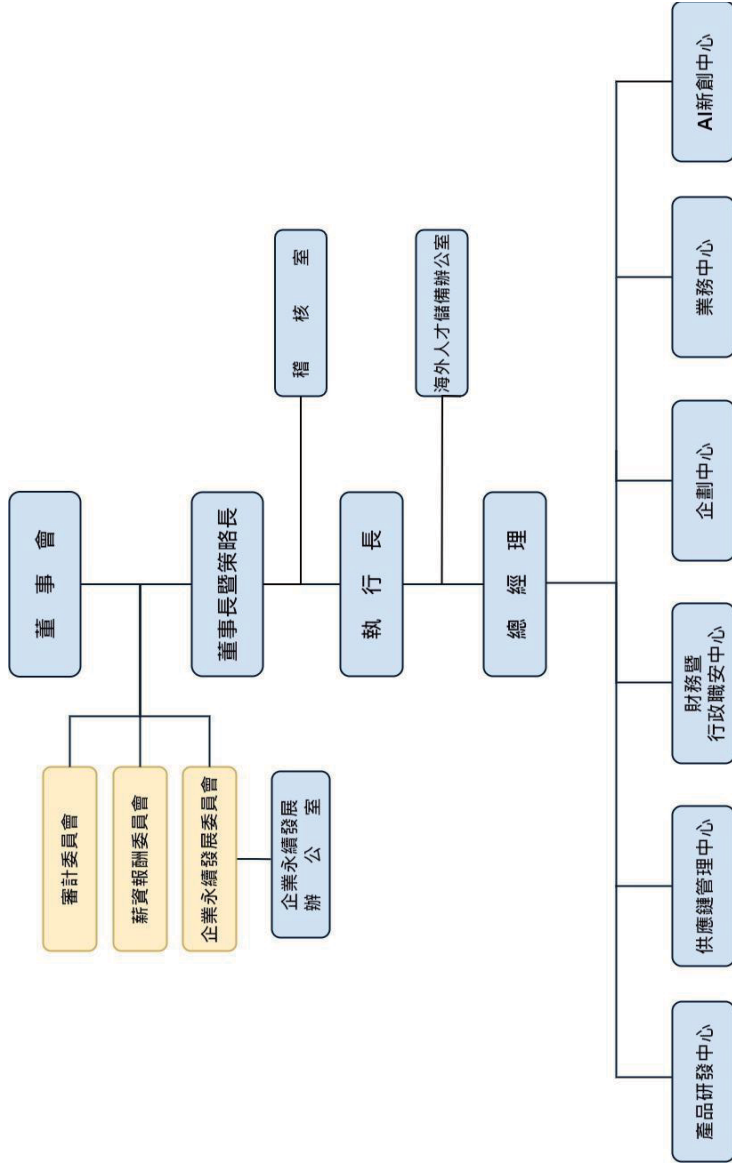 董事會
審計委員會
薪資報酬委員會
企業永續發展委員會
企業永續發展
辦公室
董事長暨策略長
稽核室
執行長
海外人才儲備辦公室
總經理
產品研發中心
供應鏈管理中心
財務暨
行政職安中心
企劃中心
業務中心
AI新創中心